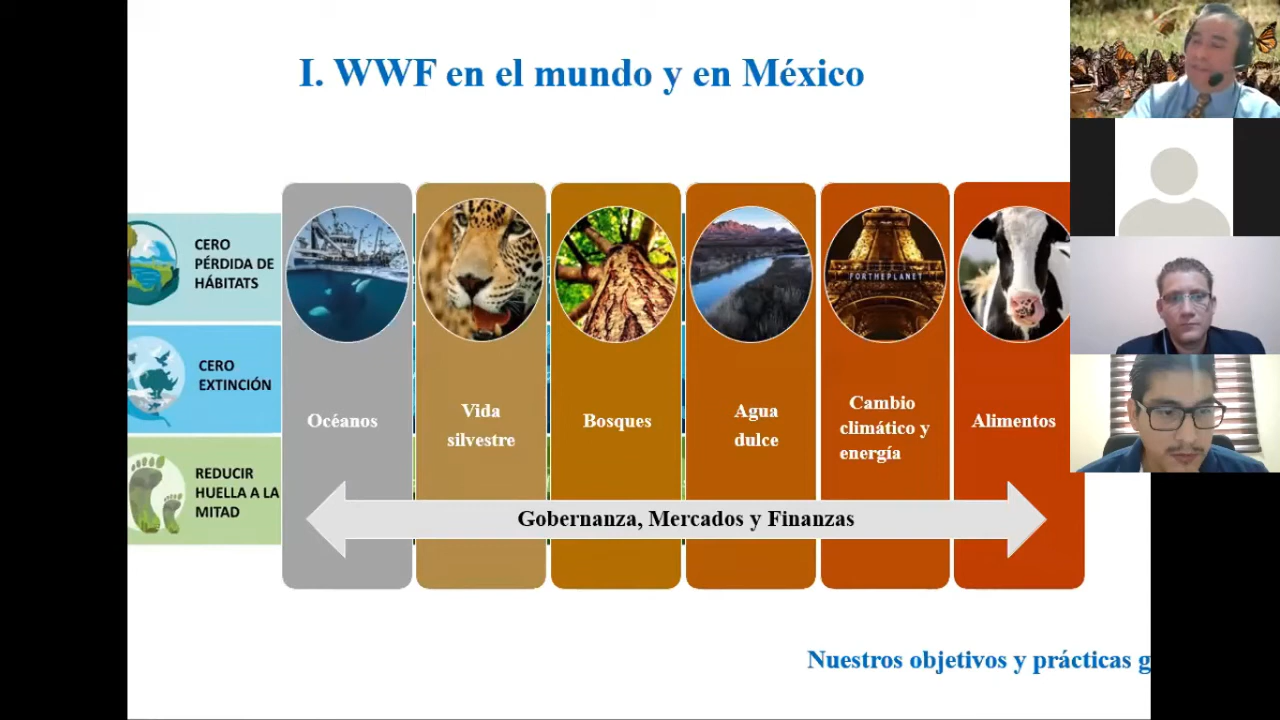 I. WWF en el mundo y en México
CERO
PÉRDIDA DE
HÁBITATS
CERO
EXTINCIÓN
REDUCIR
HUELLA A LA
MITAD
Océanos
Vida
silvestre
Bosques
Agua
dulce
FORTHEPLANET
Cambio
climático y
energía
Alimentos
Gobernanza, Mercados y Finanzas
Nuestros objetivos y prácticas g